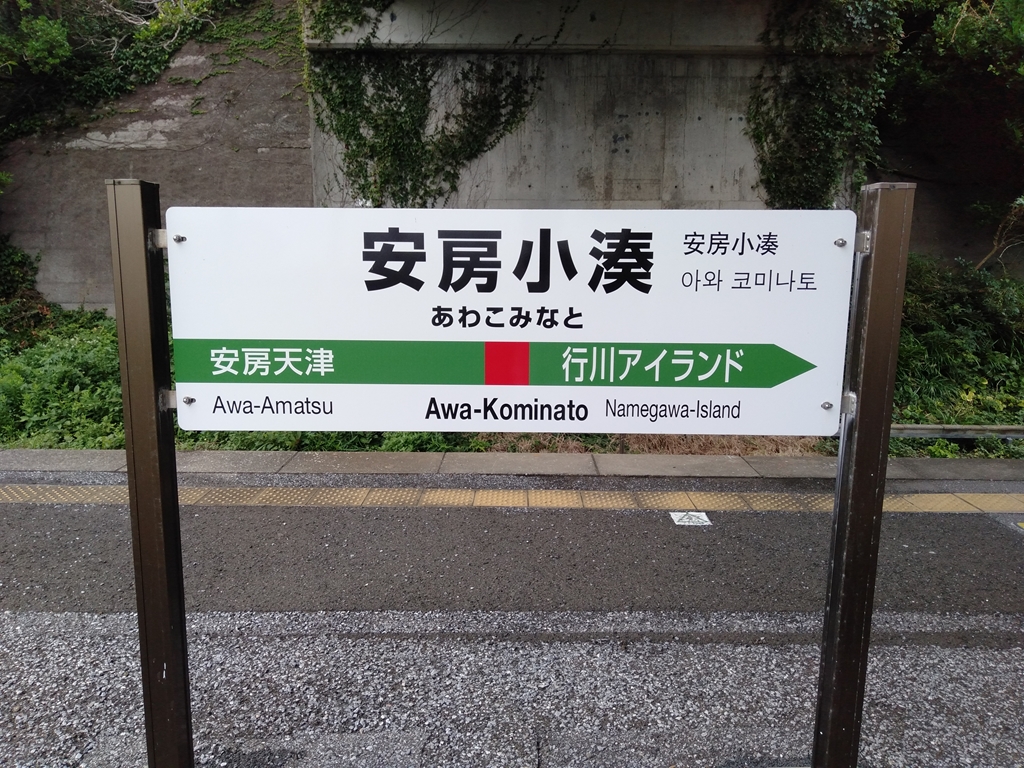 安房小湊
安房小凑
아와 코미나토
あわこみなと
安房天津 行川アイランド
Awa-Amatsu Awa-Kominato Namegawa-Island